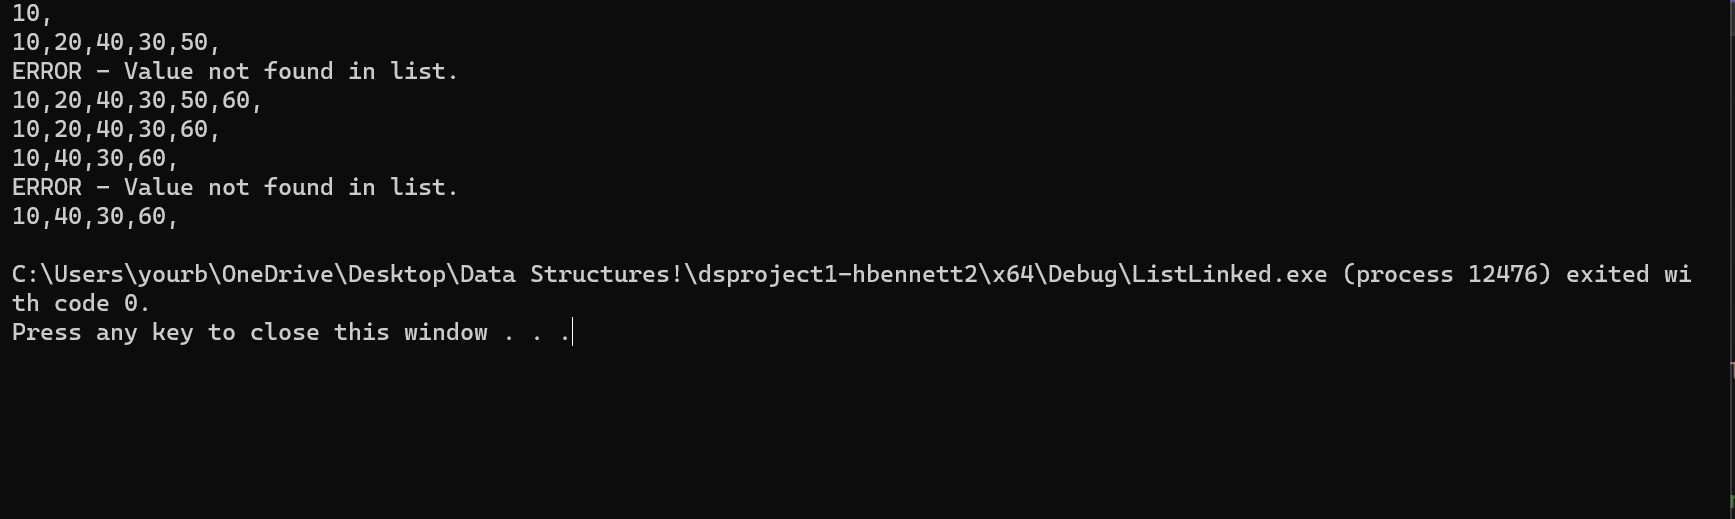 10,
10,20,40,30,50,
ERROR - Value not found in list.
10,20,40,30,50,60,
10,20,40,30,60,
10,40,30,60,
ERROR - Value not found in list.
10,40,30,60,
C:\Users\yourb\OneDrive\Desktop\Data Structures!\dsproject1-hbennett2\x64\Debug\ListLinked.exe (process 12476) exited wi
th code 0.
Press any key to close this window . . .